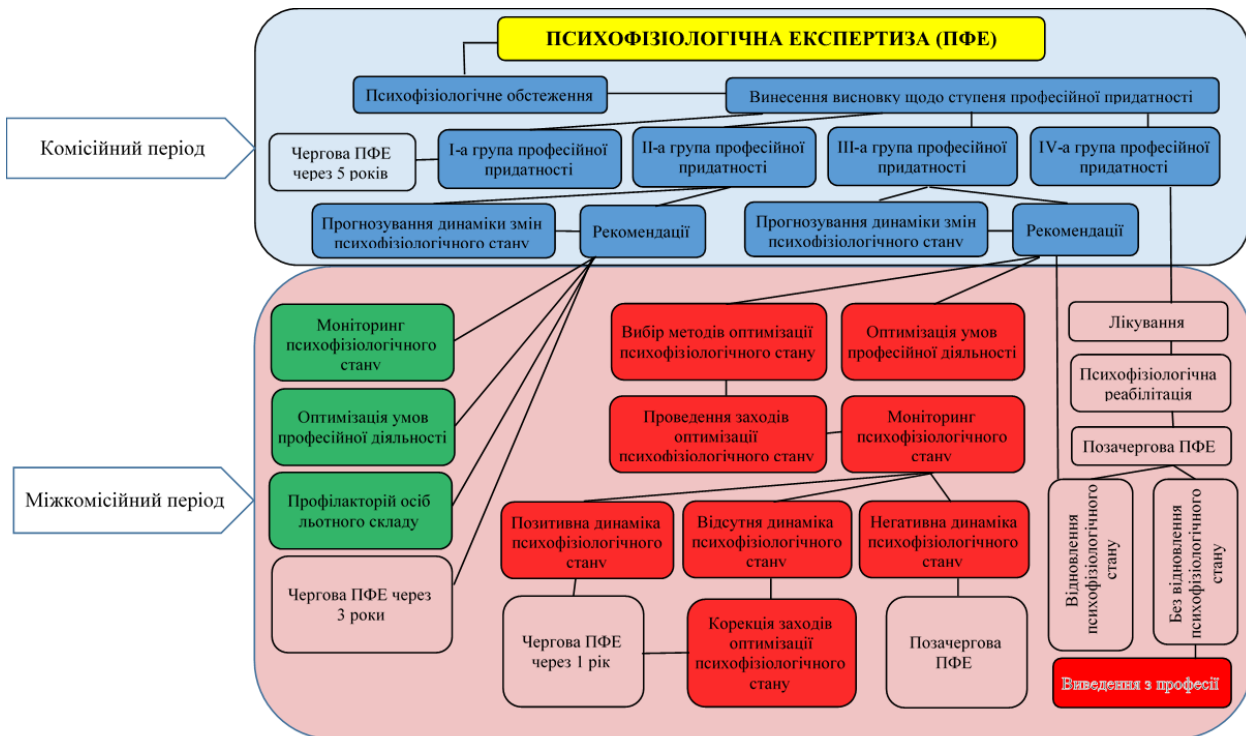 ПСИХОФІЗІОЛОГІЧНА ЕКСПЕРТИЗА (ПФЕ)
Психофізіологічне обстеження
Винесення висновку щодо ступеня професійної придатності
Комісійний період
Чергова ПФЕ
через 5 років
І-а група професійної
придатності
ІІ-а група професійної
придатності
ІІІ-а група професійної
придатності
IV-а група професійної
придатності
Прогнозування динаміки змін
психофізіологічного стану
Рекомендації
Прогнозування динаміки змін
психофізіологічного стану
Рекомендації
Міжкомісійний період
Моніторинг
психофізіологічного
стану
Оптимізація умов
професійної діяльності
Профілакторій осіб
льотного складу
Чергова ПФЕ через
3 роки
Вибір методів оптимізації
психофізіологічного стану
Оптимізація умов
професійної діяльності
Проведення заходів
оптимізації
психофізіологічного стану
Моніторинг
психофізіологічного
стану
Позитивна динаміка
психофізіологічного
стану
Відсутня динаміка
психофізіологічного
стану
Негативна динаміка
психофізіологічного
стану
Чергова ПФЕ
через 1 рік
Корекція заходів
оптимізації
психофізіологічного
стану
Позачергова
ПФЕ
Лікування
Психофізіологічна
реабілітація
Позачергова ПФЕ
Відновлення
психофізіологічного
стану
Без відновлення
психофізіологічного
стану
Виведення з професії